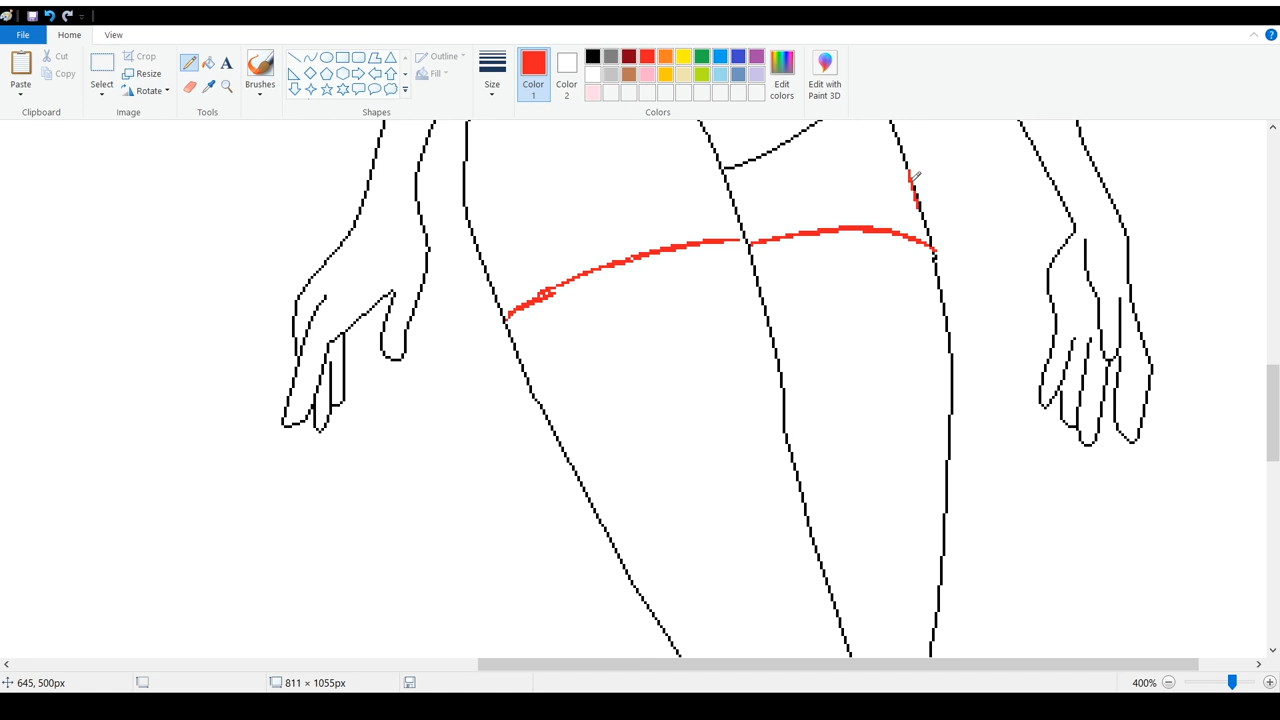 File Home View
Paste Cut Copy
Clipboard
Select Crop Resize Rotate
Image
A
Tools
Brushes
Outline Fill
Shapes
Size
Color 1 Color 2
Edit colors
Edit with Paint 3D
Colors
645, 500px 811 × 1055px 400%